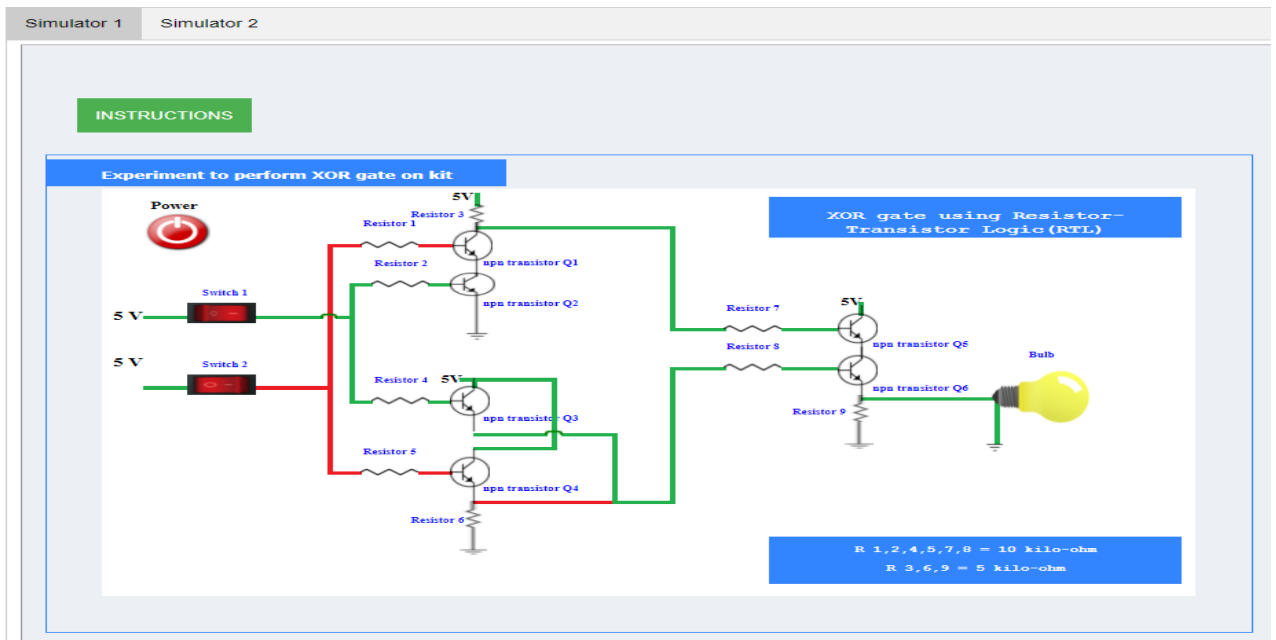 Simulator 1
Simulator 2
INSTRUCTIONS
Experiment to perform XOR gate on kit
Power
5V
Resistor 3
Resistor 1
XOR gate using Resistor-
Transistor Logic(RTL)
Resistor 2
npn transistor Q1
Switch 1
npn transistor Q2
5 V
5V
Resistor 7
5 V
Switch 2
Resistor 8
npn transistor Q5
Bulb
Resistor 4
5V
npn transistor Q6
Resistor 9
npn transistor Q3
Resistor 5
npn transistor Q4
Resistor 6
R 1,2,4,5,7,8 = 10 kilo-ohm
R 3,6,9 = 5 kilo-ohm